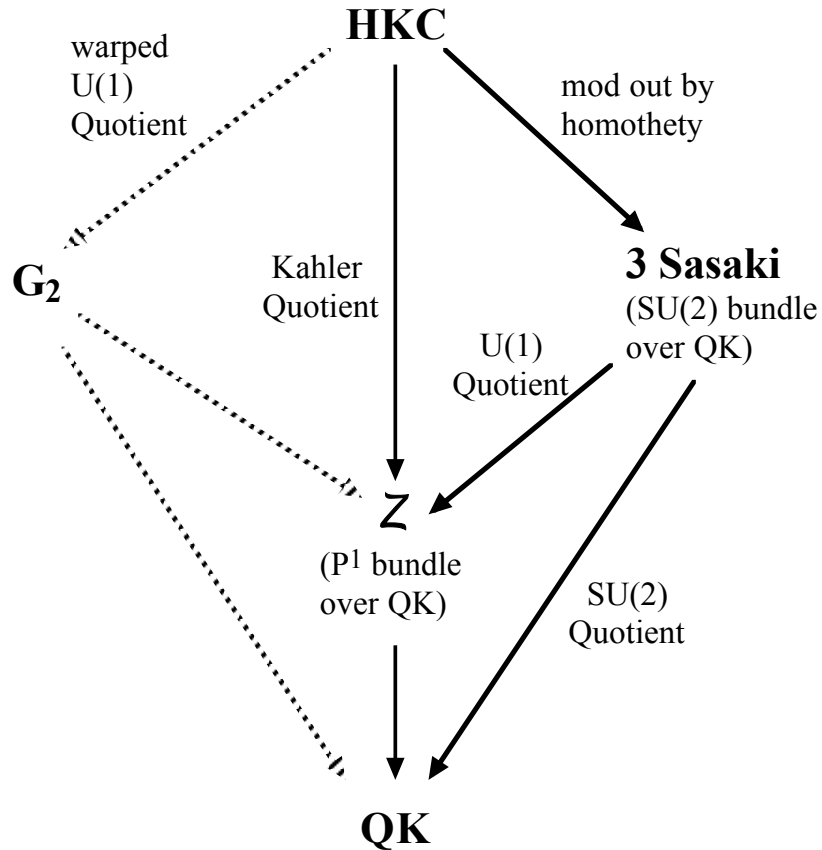 HKC
warped
U(1)
Quotient
mod out by
homothety
G2
Kahler
Quotient
3 Sasaki
(SU(2) bundle
over QK)
U(1)
Quotient
Z
(P1 bundle
over QK)
SU(2)
Quotient
QK